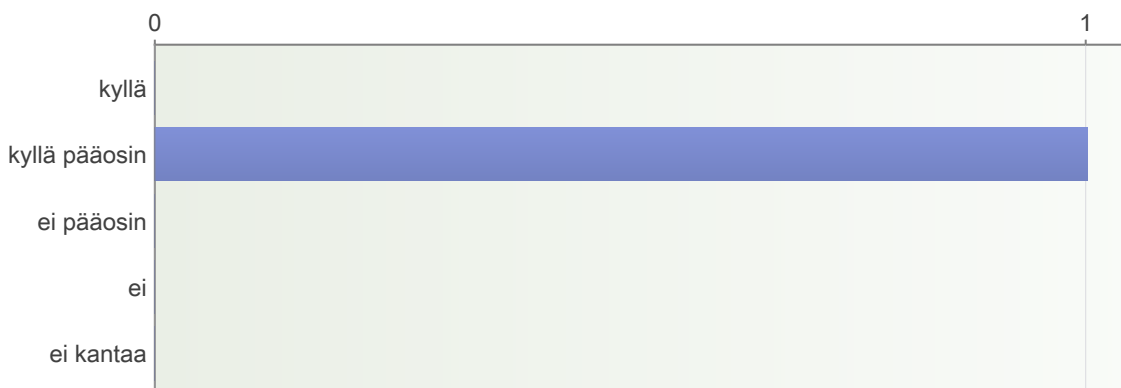 0 1
kyllä
kyllä pääosin
ei pääosin
ei
ei kantaa